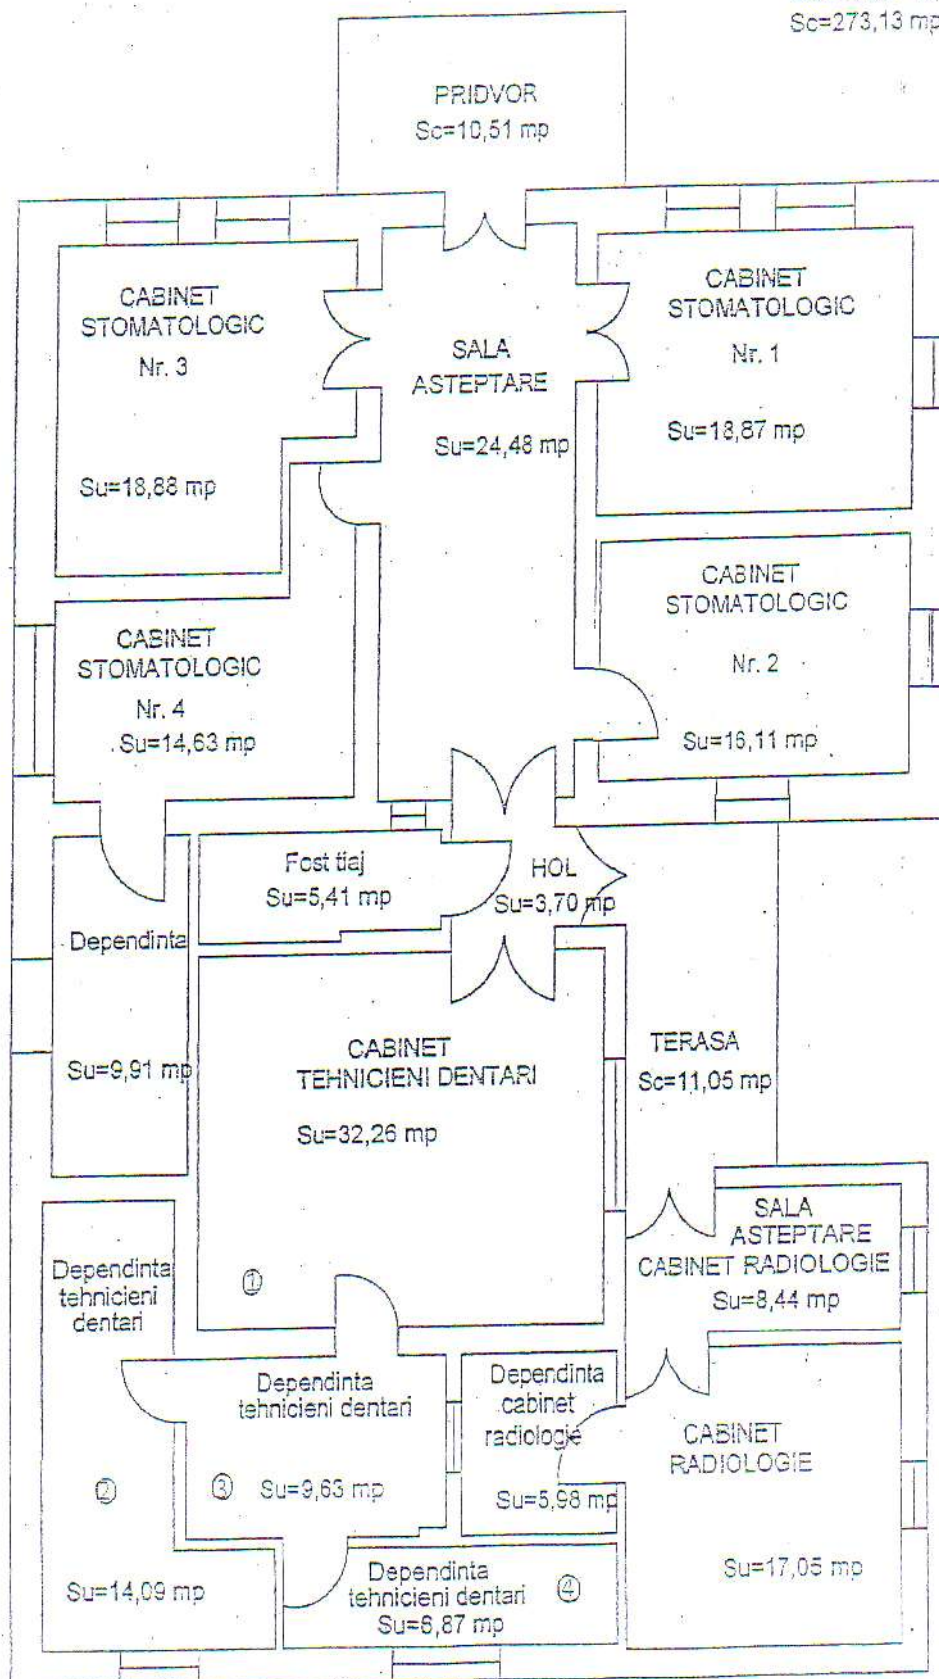 Sc=273,13 mp
PRIDVOR
Sc=10,51 mp
CABINET
STOMATOLOGIC
Nr. 3
Su=18,88 mp
SALA
ASTEPTARE
Su=24,48 mp
CABINET
STOMATOLOGIC
Nr. 1
Su=18,87 mp
CABINET
STOMATOLOGIC
Nr. 4
Su=14,63 mp
CABINET
STOMATOLOGIC
Nr. 2
Su=16,11 mp
Fost tiaj
Su=5,41 mp
HOL
Su=3,70 mp
Dependinta
Su=9,91 mp
CABINET
TEHNICIENI DENTARI
Su=32,26 mp
①
TERASA
Sc=11,05 mp
SALA
ASTEPTARE
CABINET RADIOLOGIE
Su=8,44 mp
Dependinta
tehnicieni
dentari
②
Su=14,09 mp
Dependinta
tehnicieni dentari
③ Su=9,63 mp
Dependinta
cabinet
radiologie
Su=5,98 mp
CABINET
RADIOLOGIE
Su=17,05 mp
Dependinta
tehnicieni dentari ④
Su=6,87 mp